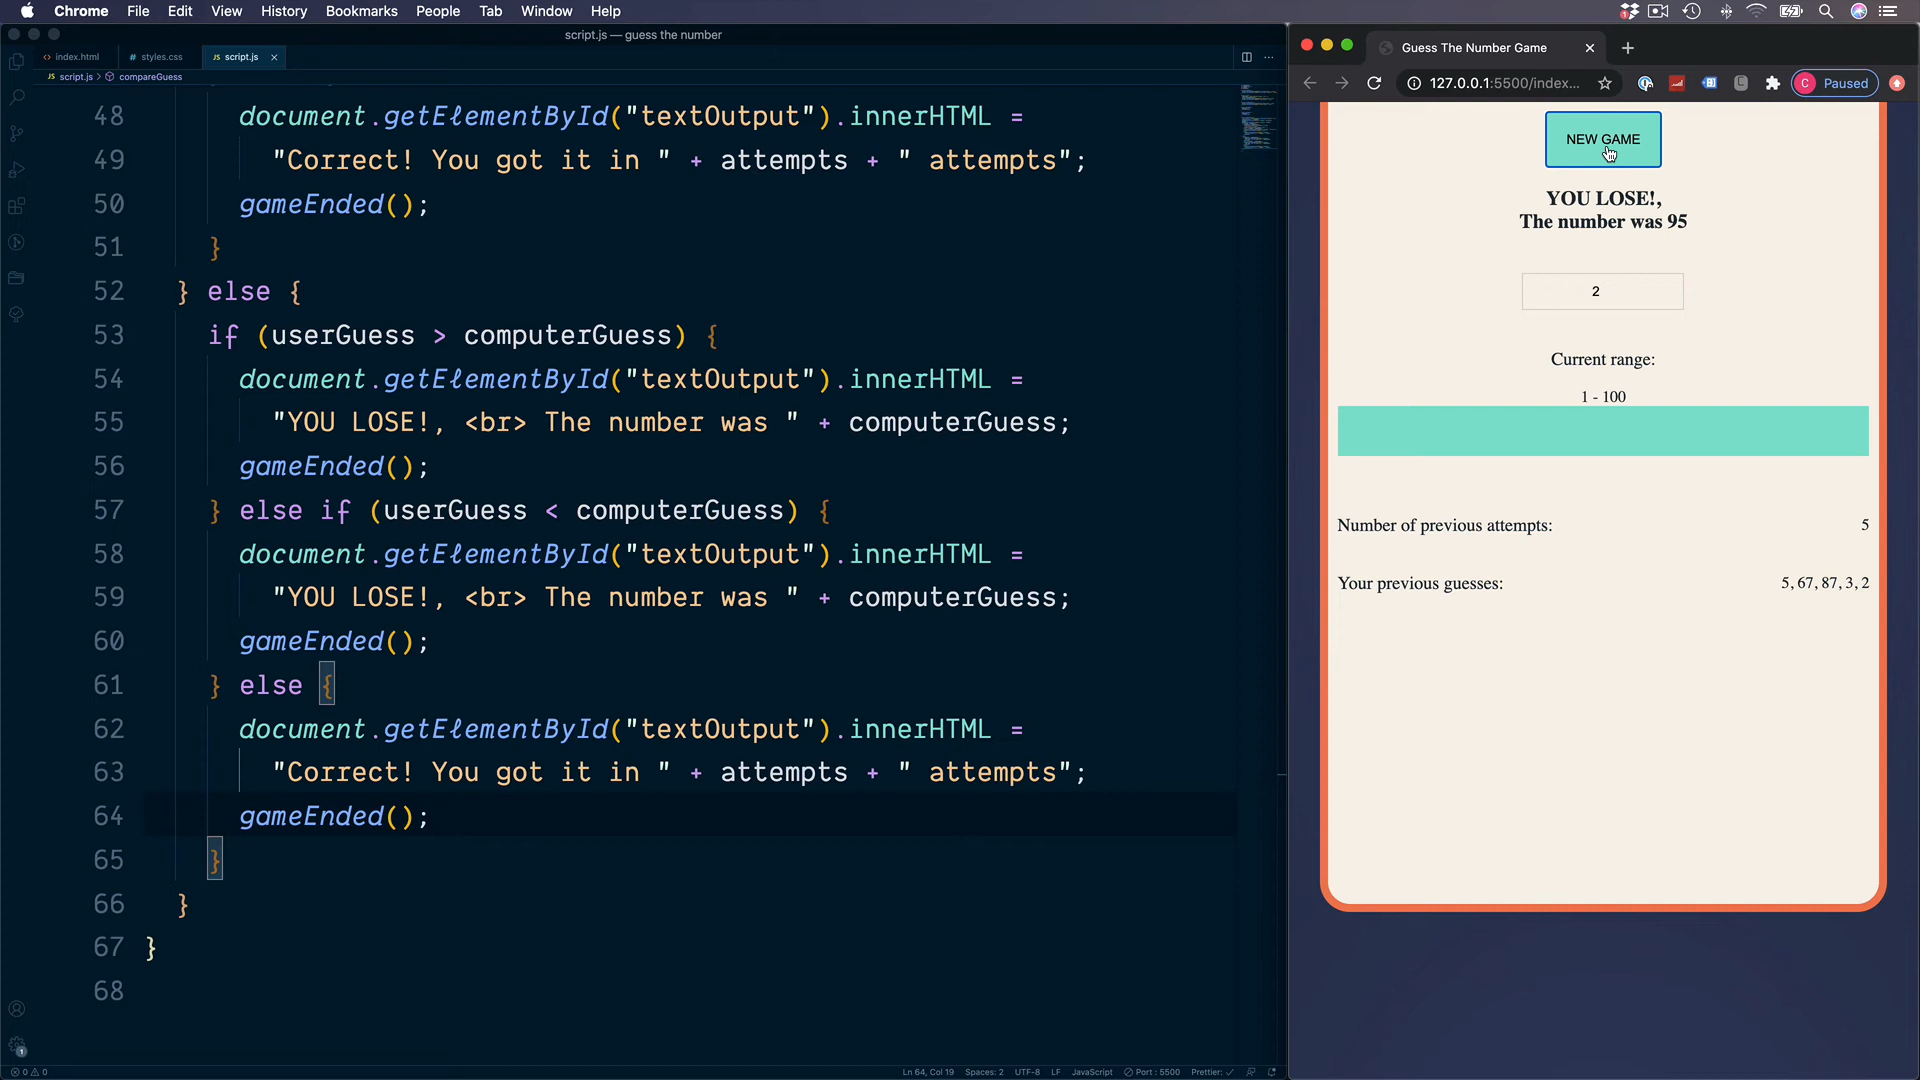 Chrome File Edit View History Bookmarks People Tab Window Help
script.js — guess the number
index.html styles.css script.js
script.js > compareGuess
48 document.getElementById("textOutput").innerHTML =
49 "Correct! You got it in " + attempts + " attempts";
50 gameEnded();
51 }
52 } else {
53 if (userGuess > computerGuess) {
54 document.getElementById("textOutput").innerHTML =
55 "YOU LOSE!, <br> The number was " + computerGuess;
56 gameEnded();
57 } else if (userGuess < computerGuess) {
58 document.getElementById("textOutput").innerHTML =
59 "YOU LOSE!, <br> The number was " + computerGuess;
60 gameEnded();
61 } else {
62 document.getElementById("textOutput").innerHTML =
63 "Correct! You got it in " + attempts + " attempts";
64 gameEnded();
65 }
66 }
67 }
68
1
0 0
Ln 64, Col 19 Spaces: 2 UTF-8 LF JavaScript Port : 5500 Prettier: ✓
Guess The Number Game
127.0.0.1:5500/index...
C Paused
NEW GAME
YOU LOSE!,
The number was 95
2
Current range:
1 - 100
Number of previous attempts: 5
Your previous guesses: 5, 67, 87, 3, 2